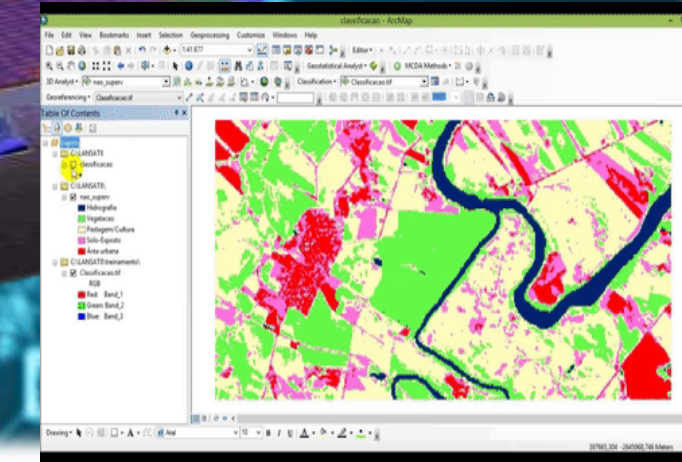 classificacao - ArcMap
File Edit View Bookmarks Insert Selection Geoprocessing Customize Windows Help
1:41.677 Editor
Geostatistical Analyst MCDA Methods
3D Analyst nao_superv Classification Classificacao.tif
Georeferencing Classificacao.tif
Table Of Contents
Layers
C:\LANSAT8
classificacao
C:\LANSAT8\
nao_superv
Hidrografia
Vegetacao
Pastagem/Cultura
Solo-Exposto
Área urbana
C:\LANSAT8\treinamento\
Classificacao.tif
RGB
Red: Band_1
Green: Band_2
Blue: Band_3
Drawing A Arial 10 B I U A